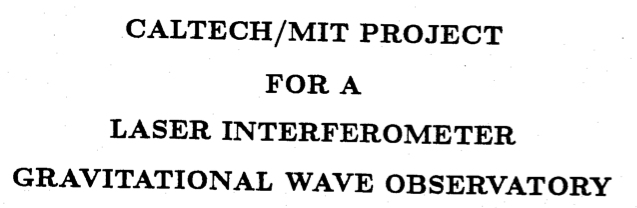 CALTECH/MIT PROJECT
FOR A
LASER INTERFEROMETER
GRAVITATIONAL WAVE OBSERVATORY